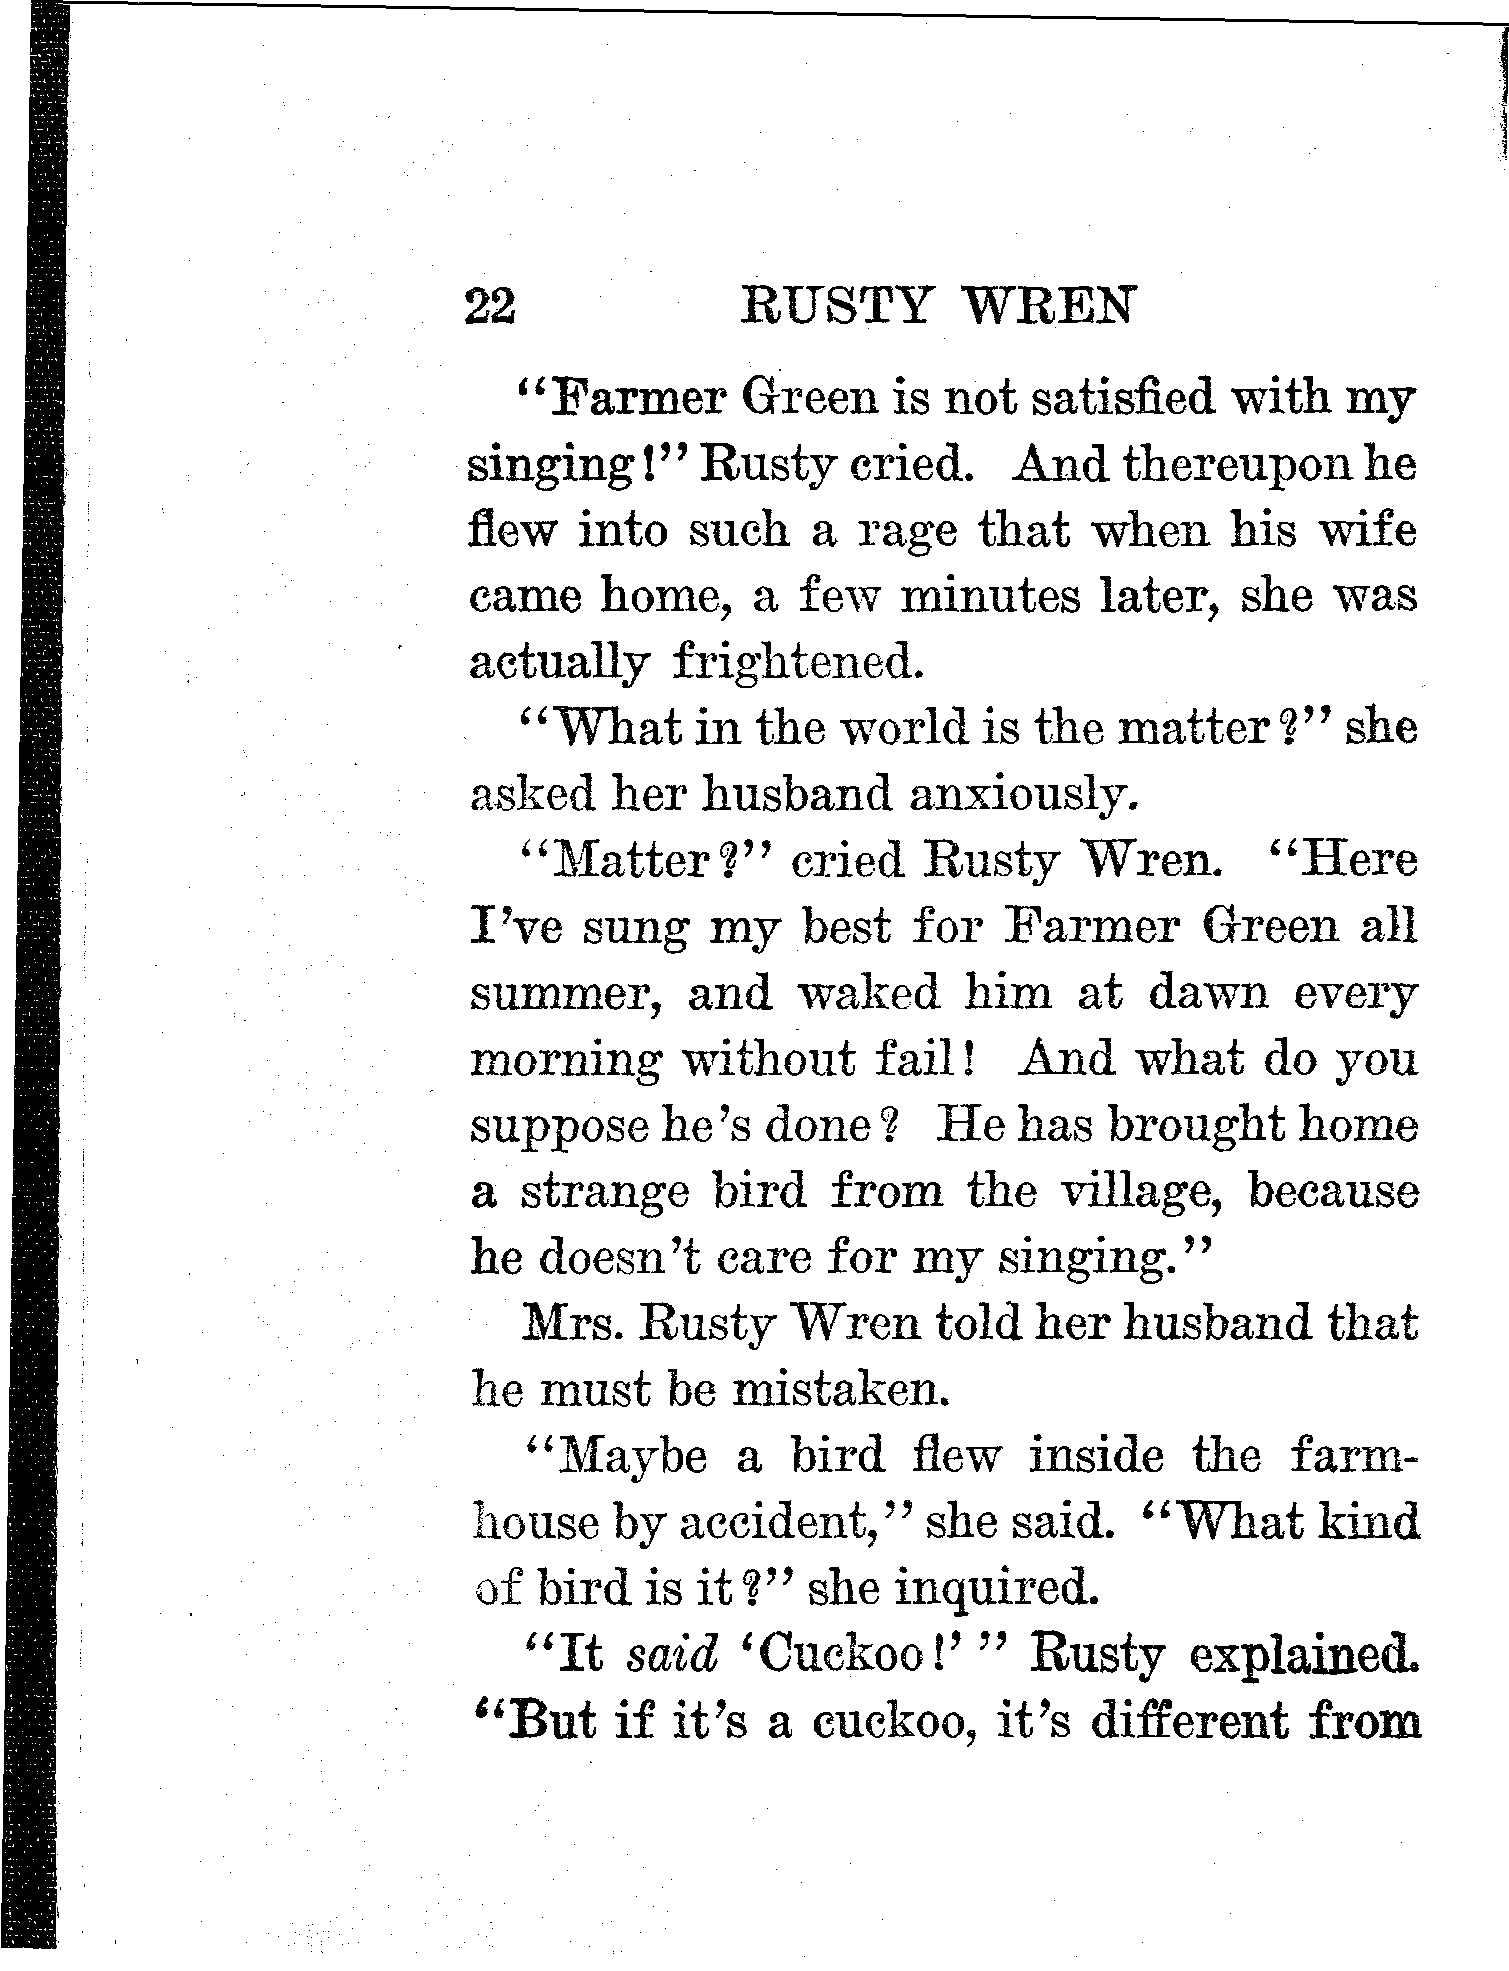 22 RUSTY WREN
"Farmer Green is not satisfied with my
singing!" Rusty cried. And thereupon he
flew into such a rage that when his wife
came home, a few minutes later, she was
actually frightened.
"What in the world is the matter?" she
asked her husband anxiously.
"Matter?" cried Rusty Wren. "Here
I've sung my best for Farmer Green all
summer, and waked him at dawn every
morning without fail! And what do you
suppose he's done? He has brought home
a strange bird from the village, because
he doesn't care for my singing."
Mrs. Rusty Wren told her husband that
he must be mistaken.
"Maybe a bird flew inside the farm-
house by accident," she said. "What kind
of bird is it?" she inquired.
"It said 'Cuckoo!' " Rusty explained.
"But if it's a cuckoo, it's different from